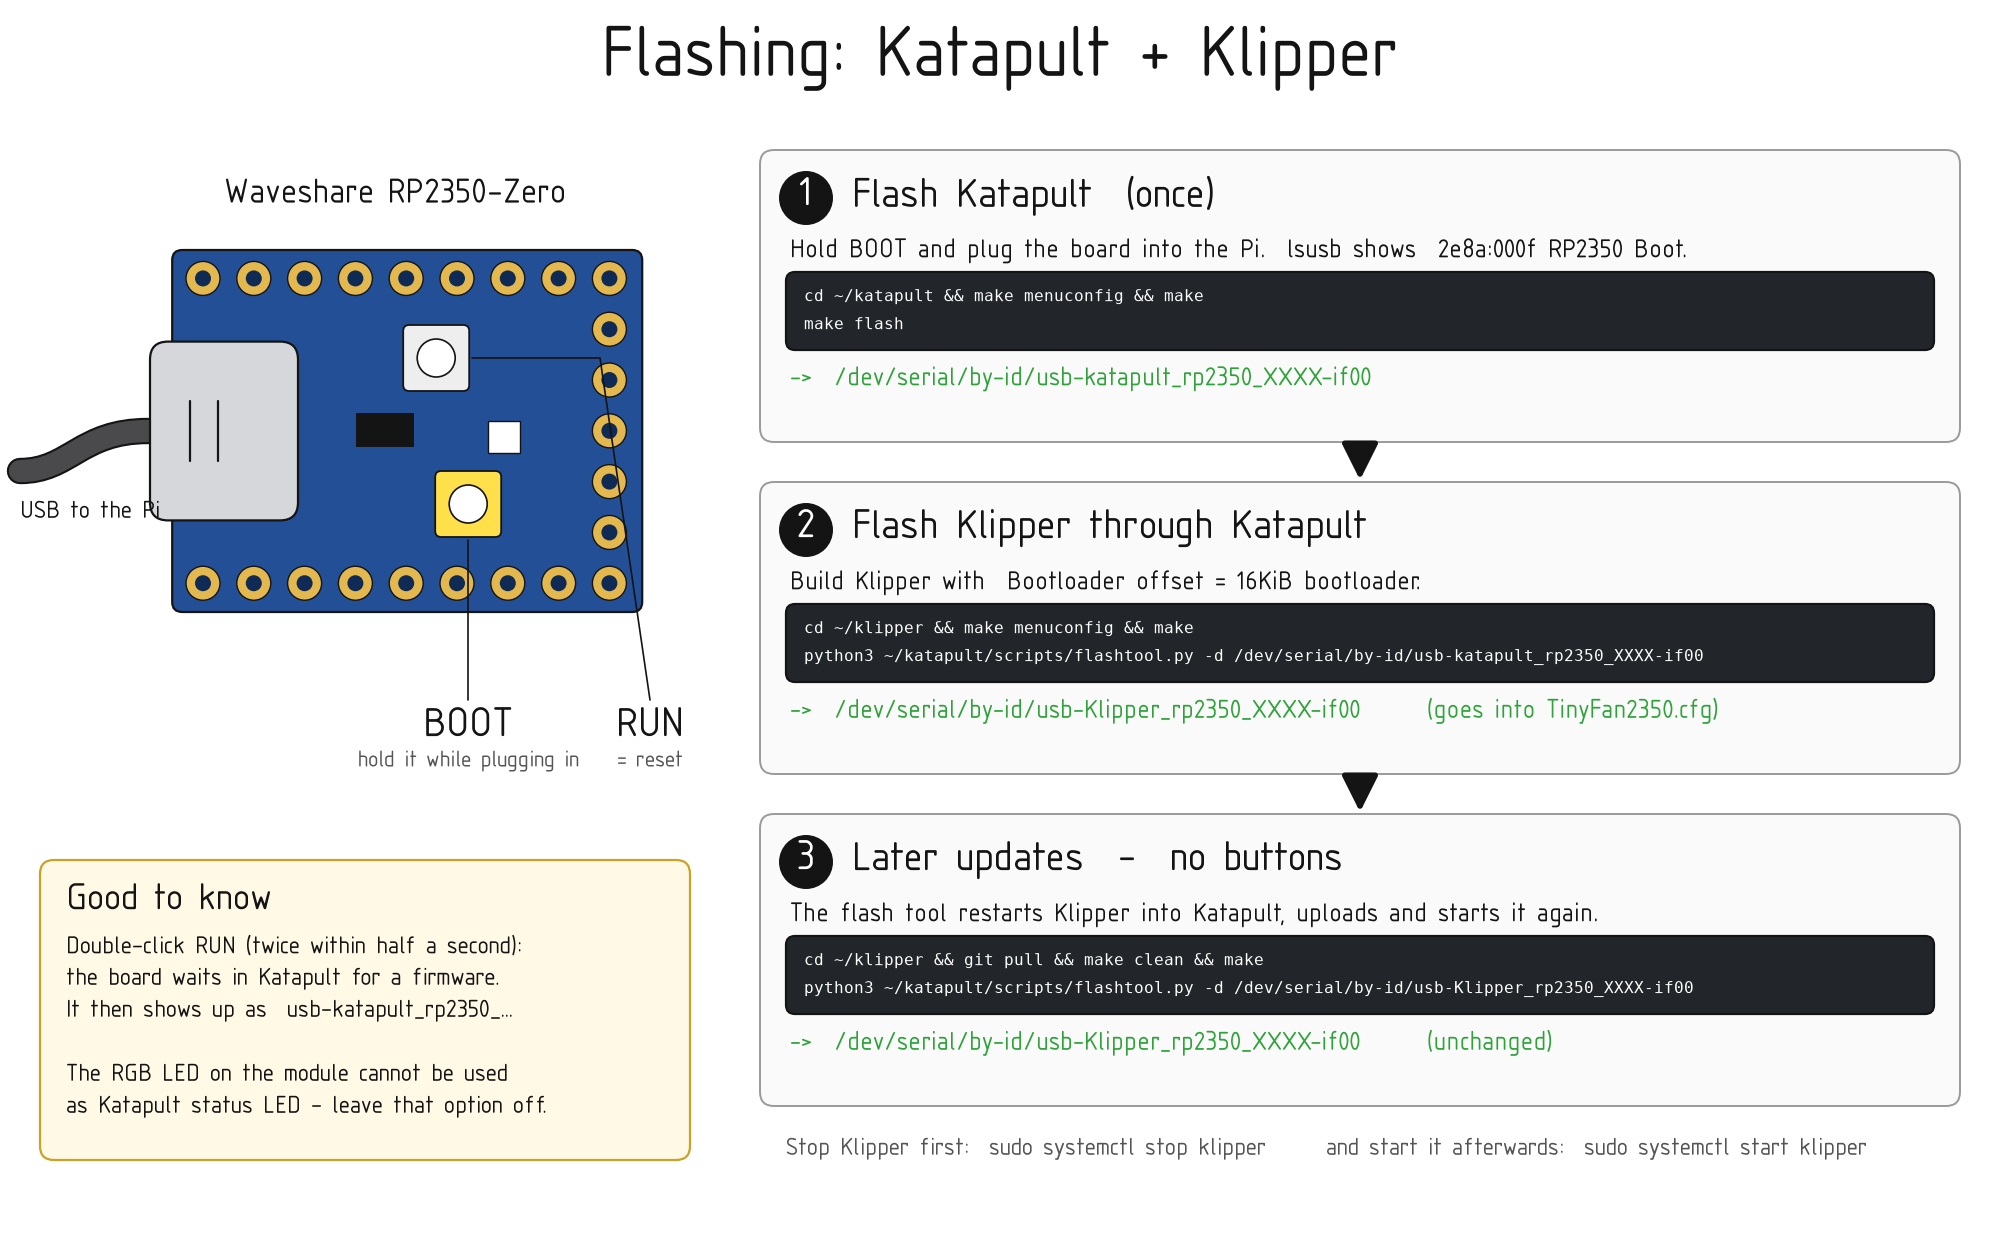 Flashing: Katapult + Klipper
Waveshare RP2350-Zero
USB to the Pi
BOOT
hold it while plugging in
RUN
= reset
Good to know
Double-click RUN (twice within half a second):
the board waits in Katapult for a firmware.
It then shows up as usb-katapult_rp2350_...
The RGB LED on the module cannot be used
as Katapult status LED - leave that option off.
1 Flash Katapult (once)
Hold BOOT and plug the board into the Pi. lsusb shows 2e8a:000f RP2350 Boot.
cd ~/katapult && make menuconfig && make
make flash
-> /dev/serial/by-id/usb-katapult_rp2350_XXXX-if00
2 Flash Klipper through Katapult
Build Klipper with Bootloader offset = 16KiB bootloader.
cd ~/klipper && make menuconfig && make
python3 ~/katapult/scripts/flashtool.py -d /dev/serial/by-id/usb-katapult_rp2350_XXXX-if00
-> /dev/serial/by-id/usb-Klipper_rp2350_XXXX-if00 (goes into TinyFan2350.cfg)
3 Later updates - no buttons
The flash tool restarts Klipper into Katapult, uploads and starts it again.
cd ~/klipper && git pull && make clean && make
python3 ~/katapult/scripts/flashtool.py -d /dev/serial/by-id/usb-Klipper_rp2350_XXXX-if00
-> /dev/serial/by-id/usb-Klipper_rp2350_XXXX-if00 (unchanged)
Stop Klipper first: sudo systemctl stop klipper and start it afterwards: sudo systemctl start klipper